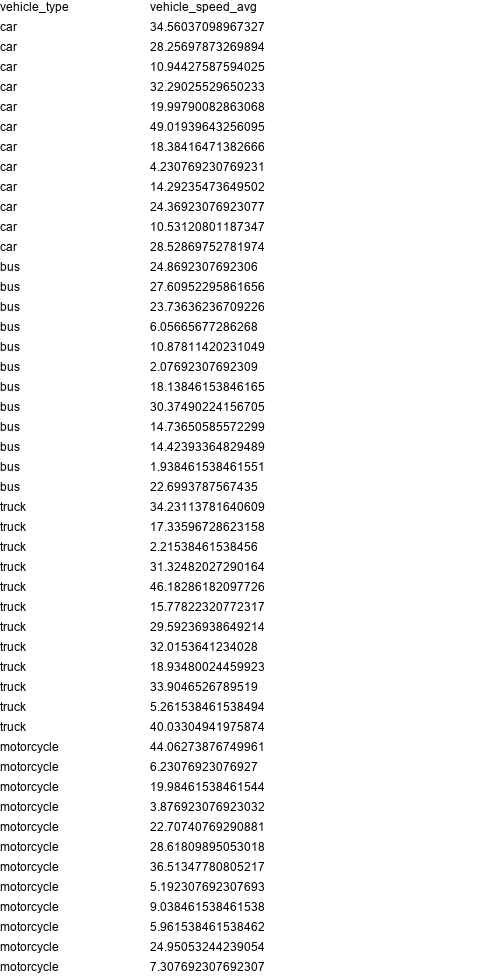 vehicle_type vehicle_speed_avg
car 34.56037098967327
car 28.25697873269894
car 10.94427587594025
car 32.29025529650233
car 19.99790082863068
car 49.01939643256095
car 18.38416471382666
car 4.230769230769231
car 14.29235473649502
car 24.36923076923077
car 10.53120801187347
car 28.52869752781974
bus 24.8692307692306
bus 27.60952295861656
bus 23.73636236709226
bus 6.05665677286268
bus 10.87811420231049
bus 2.07692307692309
bus 18.13846153846165
bus 30.37490224156705
bus 14.73650585572299
bus 14.42393364829489
bus 1.938461538461551
bus 22.6993787567435
truck 34.23113781640609
truck 17.33596728623158
truck 2.21538461538456
truck 31.32482027290164
truck 46.18286182097726
truck 15.77822320772317
truck 29.59236938649214
truck 32.0153641234028
truck 18.93480024459923
truck 33.9046526789519
truck 5.261538461538494
truck 40.03304941975874
motorcycle 44.06273876749961
motorcycle 6.23076923076927
motorcycle 19.98461538461544
motorcycle 3.876923076923032
motorcycle 22.70740769290881
motorcycle 28.61809895053018
motorcycle 36.51347780805217
motorcycle 5.192307692307693
motorcycle 9.038461538461538
motorcycle 5.961538461538462
motorcycle 24.95053244239054
motorcycle 7.307692307692307